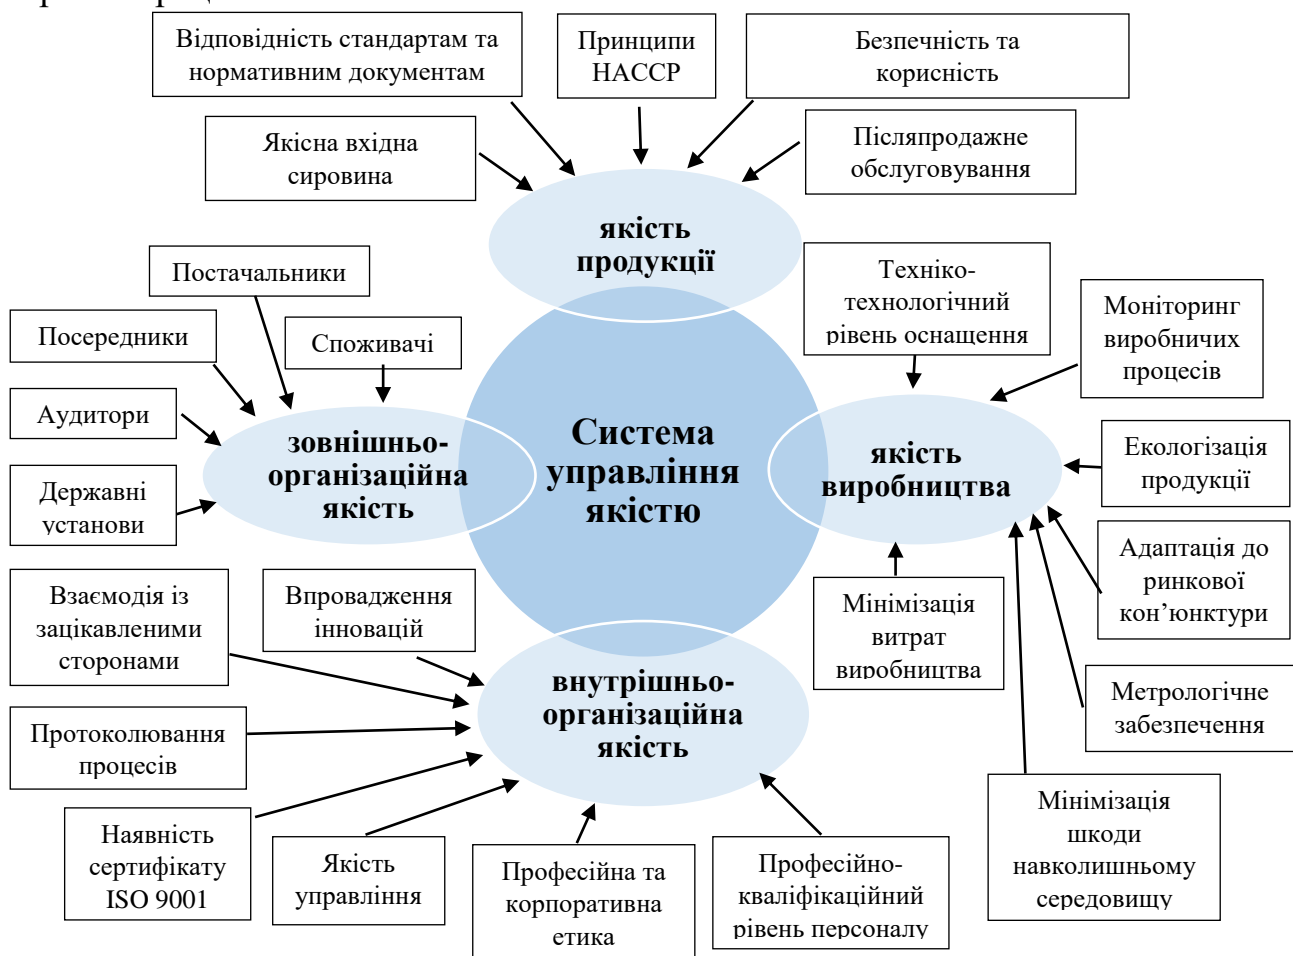 Відповідність стандартам та
нормативним документам
Принципи
НАССР
Безпечність та
корисність
Якісна вхідна
сировина
Післяпродажне
обслуговування
якість
продукції
Постачальники
Посередники
Споживачі
Аудитори
Державні
установи
зовнішньо-
організаційна
якість
Система
управління
якістю
Техніко-
технологічний
рівень оснащення
Моніторинг
виробничих
процесів
якість
виробництва
Екологізація
продукції
Адаптація до
ринкової
кон’юнктури
Мінімізація
витрат
виробництва
Метрологічне
забезпечення
Мінімізація
шкоди
навколишньому
середовищу
Взаємодія із
зацікавленими
сторонами
Впровадження
інновацій
внутрішньо-
організаційна
якість
Протоколювання
процесів
Наявність
сертифікату
ISO 9001
Якість
управління
Професійна та
корпоративна
етика
Професійно-
кваліфікаційний
рівень персоналу